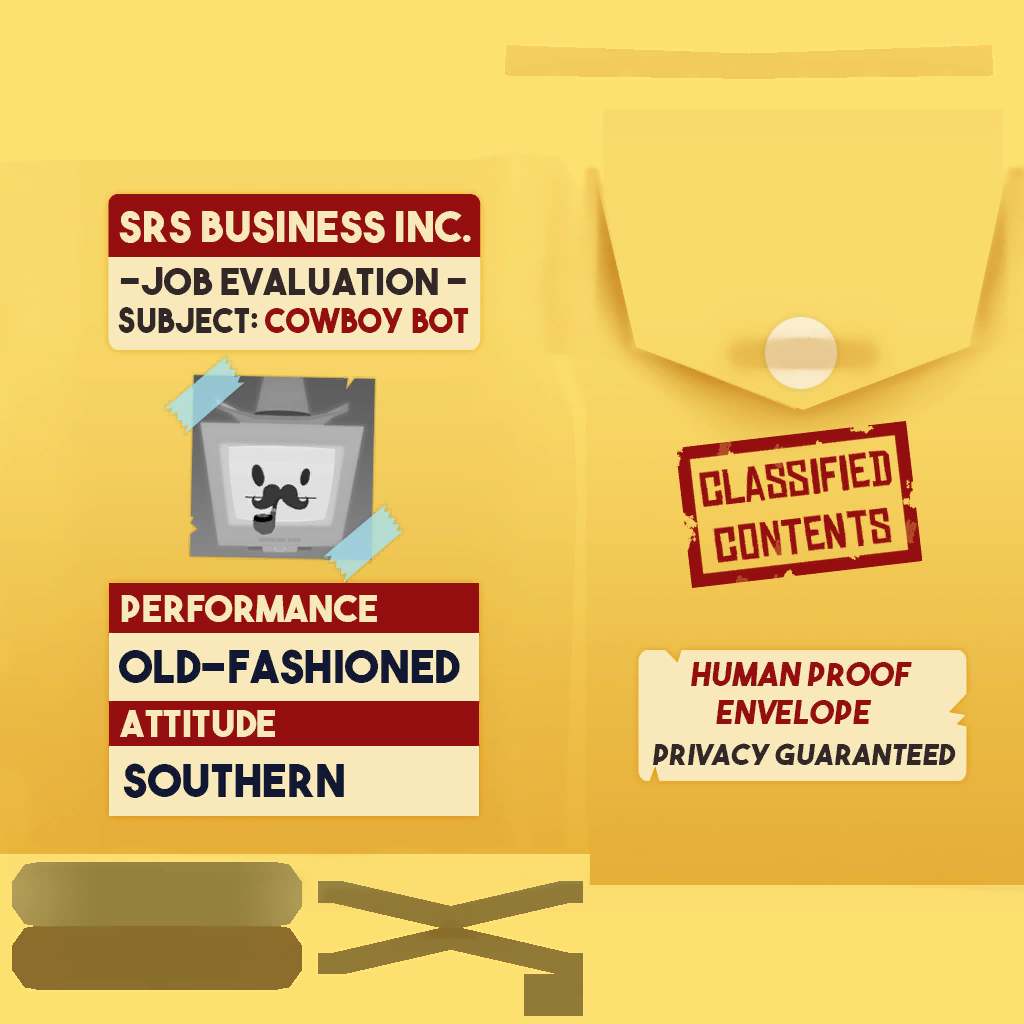 SRS BUSINESS INC.
-JOB EVALUATION -
SUBJECT: COWBOY BOT
PERFORMANCE
OLD-FASHIONED
ATTITUDE
SOUTHERN
CLASSIFIED
CONTENTS
HUMAN PROOF
ENVELOPE
PRIVACY GUARANTEED